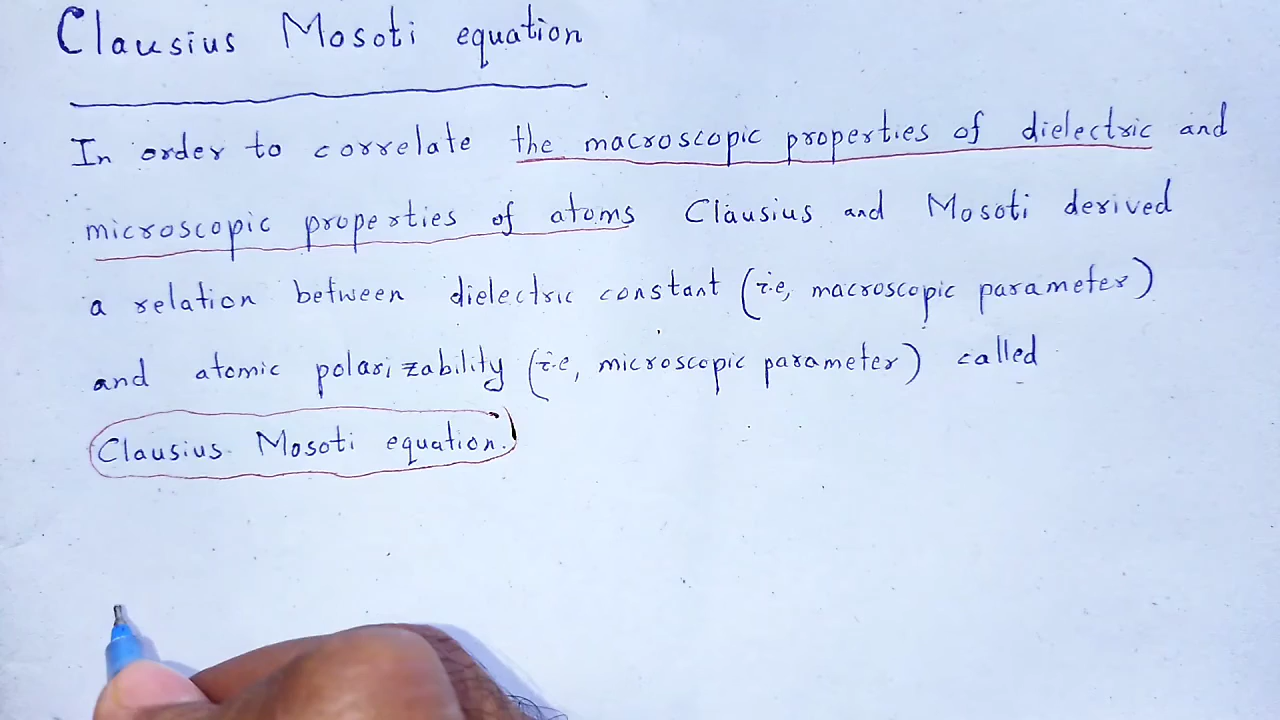 Clausius Mosoti equation
In order to correlate the macroscopic properties of dielectric and
microscopic properties of atoms Clausius and Mosoti derived
a relation between dielectric constant (i.e, macroscopic parameter)
and atomic polarizability (i.e, microscopic parameter) called
Clausius Mosoti equation.